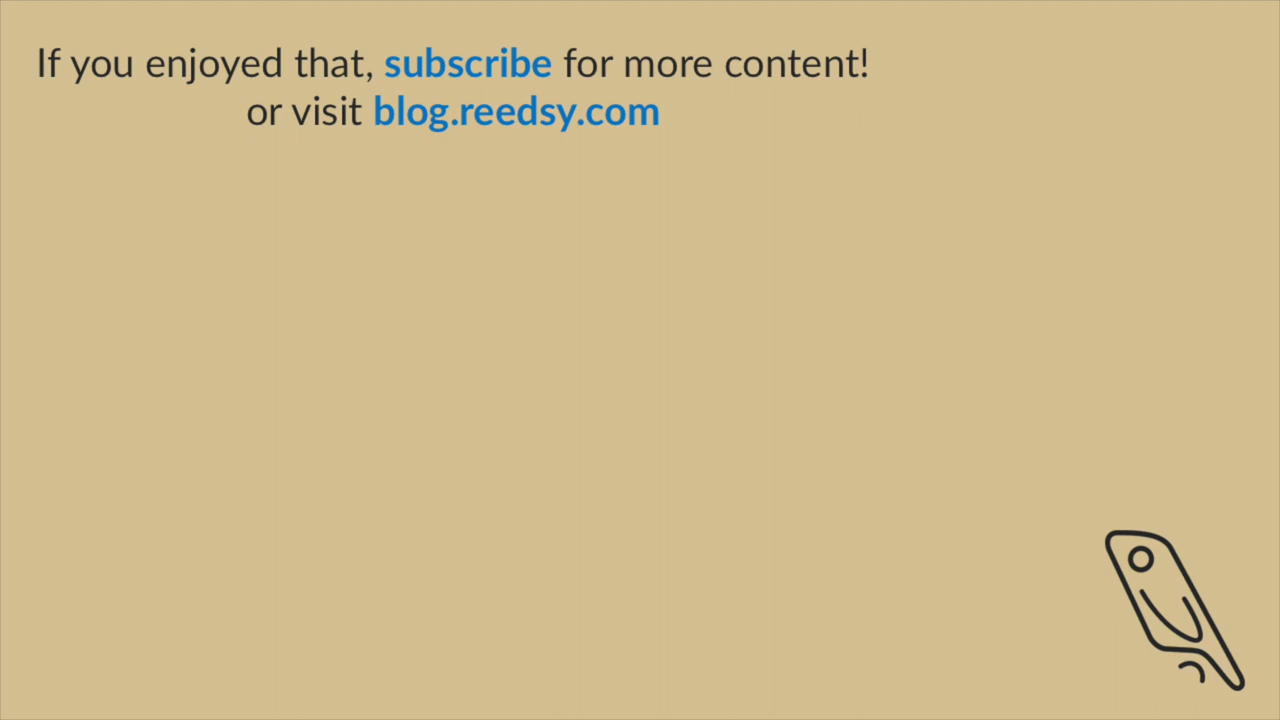 If you enjoyed that, subscribe for more content!
or visit blog.reedsy.com